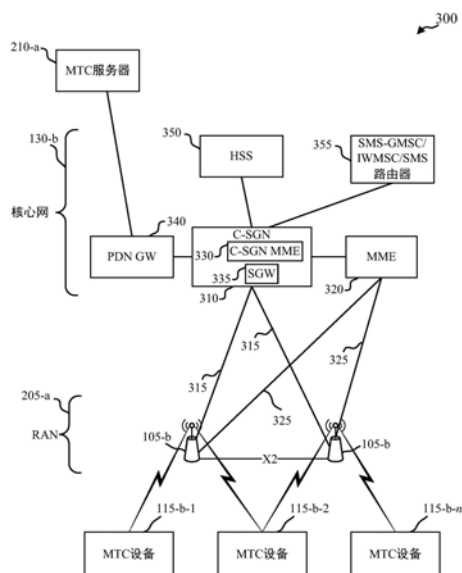 300
210-a
MTC服务器
130-b
核心网
350
HSS
355
SMS-GMSC/
IWMSC/SMS
路由器
340
PDN GW
C-SGN
330
C-SGN MME
335
SGW
310
MME
320
315
315
325
325
205-a
RAN
105-b
X2
105-b
115-b-1
MTC设备
115-b-2
MTC设备
115-b-n
MTC设备